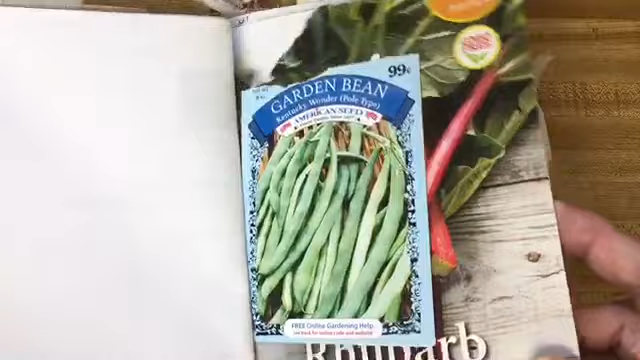 99¢
GARDEN BEAN
Kentucky Wonder (Pole Type)
AMERICAN SEED
FREE Online Gardening Help
Rhubarb